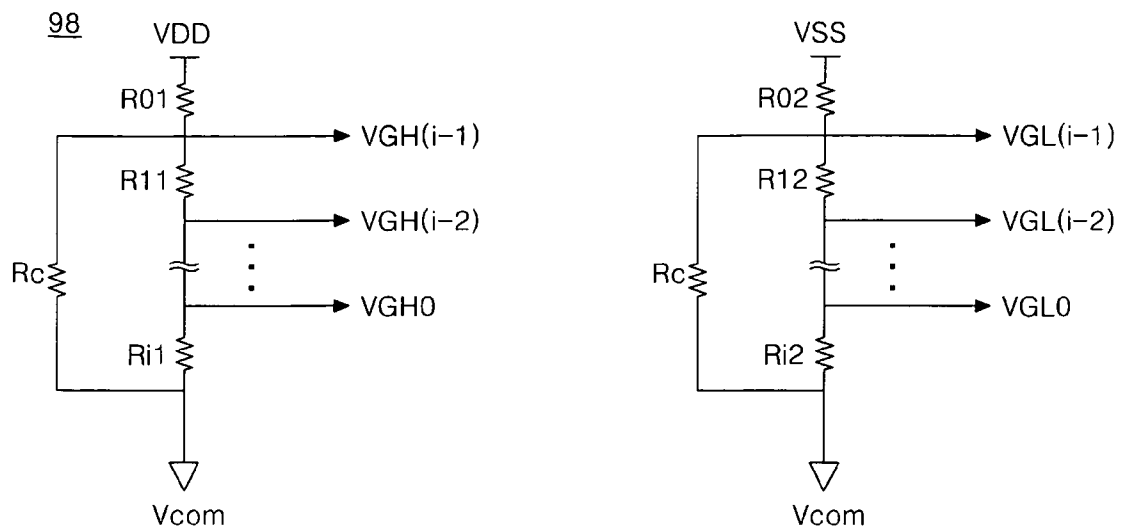 98
VDD
R01
VGH(i-1)
R11
VGH(i-2)
Rc
VGH0
Ri1
Vcom
VSS
R02
VGL(i-1)
R12
VGL(i-2)
Rc
VGL0
Ri2
Vcom